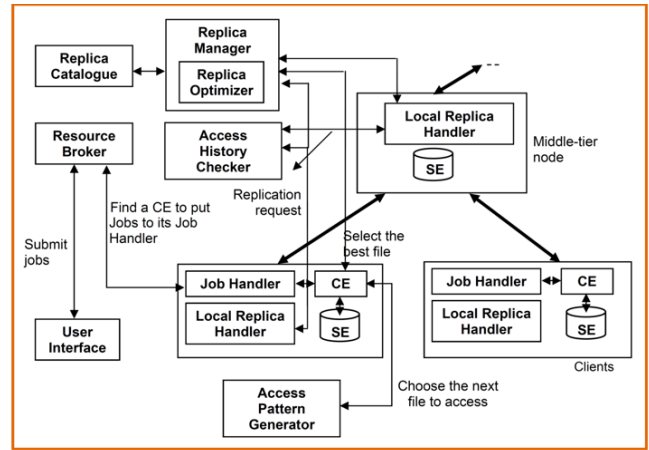 Replica
Manager
Replica
Optimizer
Replica
Catalogue
Resource
Broker
Access
History
Checker
Local Replica
Handler
SE
Middle-tier
node
Replication
request
Find a CE to put
Jobs to its Job
Handler
Submit
jobs
Select the
best file
Job Handler
CE
Local Replica
Handler
SE
Job Handler
CE
Local Replica
Handler
SE
User
Interface
Clients
Choose the next
file to access
Access
Pattern
Generator